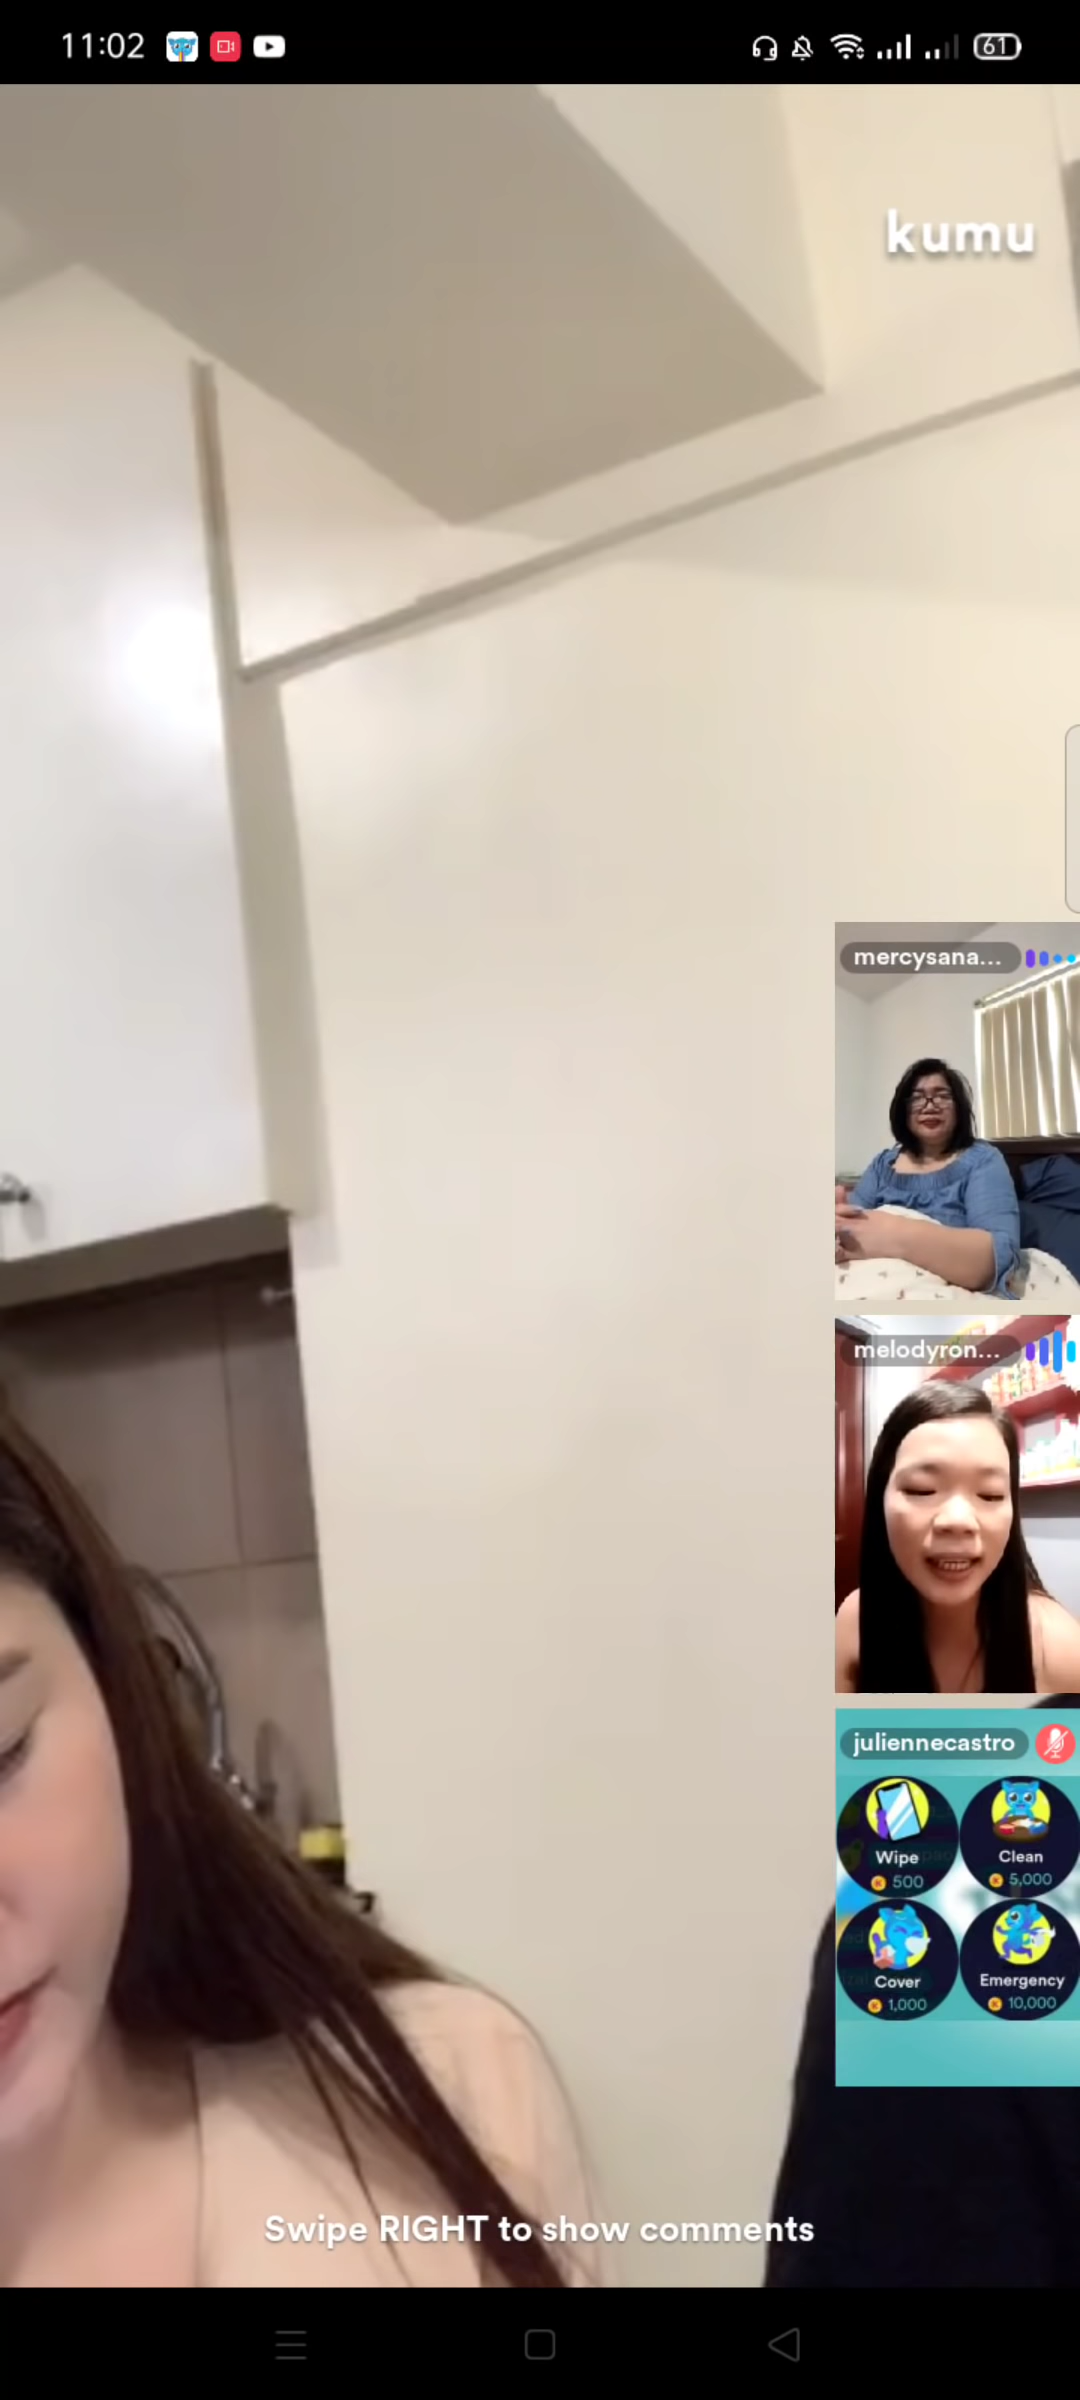 11:02
61
kumu
mercysana...
melodyron...
juliennecastro
Wipe
500
Clean
5,000
Cover
1,000
Emergency
10,000
Swipe RIGHT to show comments